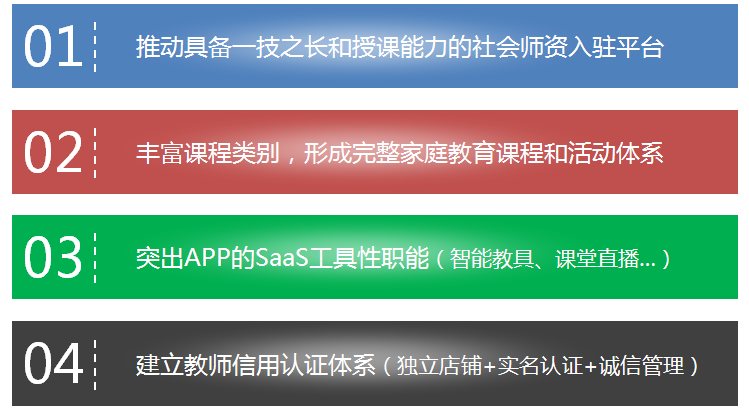 01 推动具备一技之长和授课能力的社会师资入驻平台
02 丰富课程类别，形成完整家庭教育课程和活动体系
03 突出APP的SaaS工具性职能（智能教具、课堂直播...）
04 建立教师信用认证体系（独立店铺+实名认证+诚信管理）